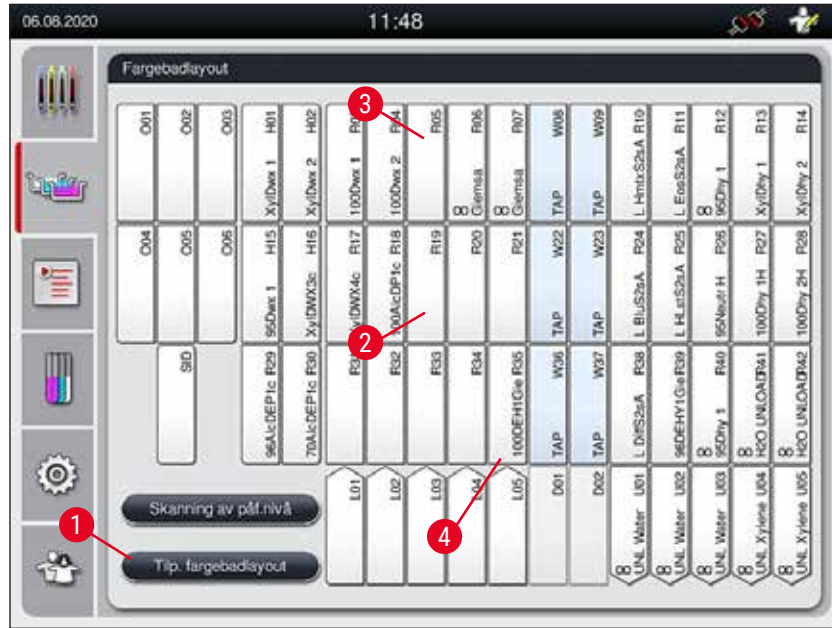 06.08.2020
11:48
Fargebadlayout
O01
O02
O03
XylDwx 1 H01
XylDwx 2 H02
100Dwx 1
100Dwx 2
R05
Giemsa R06
Giemsa R07
TAP W08
TAP W09
L HmtxS2sA R10
L EosS2sA R11
95Dhy 1 R12
XylDhy 1 R13
XylDhy 2 R14
O04
O05
O06
95Dwx 1 H15
XylDWX3c H16
R17
R18
R19
R20
R21
TAP W22
TAP W23
L BluS2sA R24
L HLstS2sA R25
95Neutr H R26
100Dhy 1H R27
100Dhy 2H R28
SID
96AlcDEP1c R29
70AlcDEP1c R30
R32
R33
R34
100DEH1Gie R35
TAP W36
TAP W37
L DifS2sA R38
96DEHY1Gie R39
95Dhy 1 R40
H2O UNLOAD R41
H2O UNLOAD R42
L01
L02
L03
L04
L05
D01
D02
UNL Water U01
UNL Water U02
UNL Water U03
UNL Xylene U04
UNL Xylene U05
Skanning av påf.nivå
Tilp. fargebadlayout
1
2
3
4